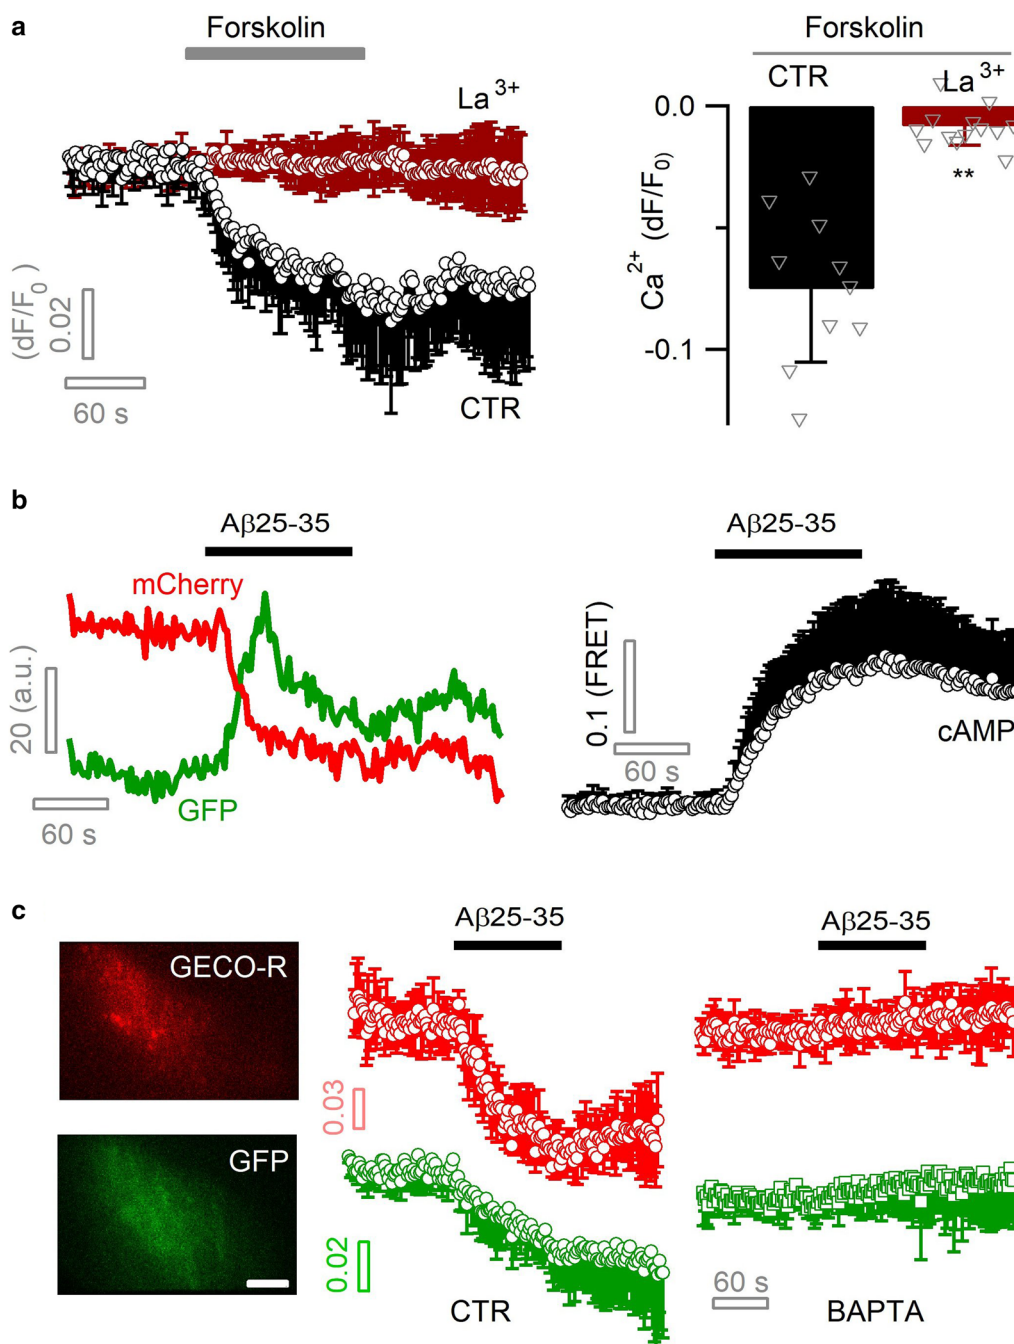 a
Forskolin
La³⁺
(dF/F₀)
0.02
60 s
CTR
Forskolin
CTR
La³⁺
0.0
-0.1
Ca²⁺ (dF/F₀)
**
b
Aβ25-35
mCherry
20 (a.u.)
GFP
60 s
Aβ25-35
0.1 (FRET)
60 s
cAMP
c
GECO-R
GFP
Aβ25-35
0.03
0.02
CTR
Aβ25-35
60 s
BAPTA